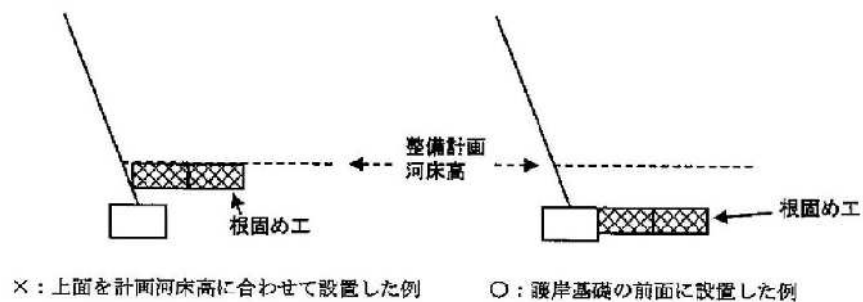 整備計画
河床高
根固め工
根固め工
×：上面を計画河床高に合わせて設置した例
○：護岸基礎の前面に設置した例